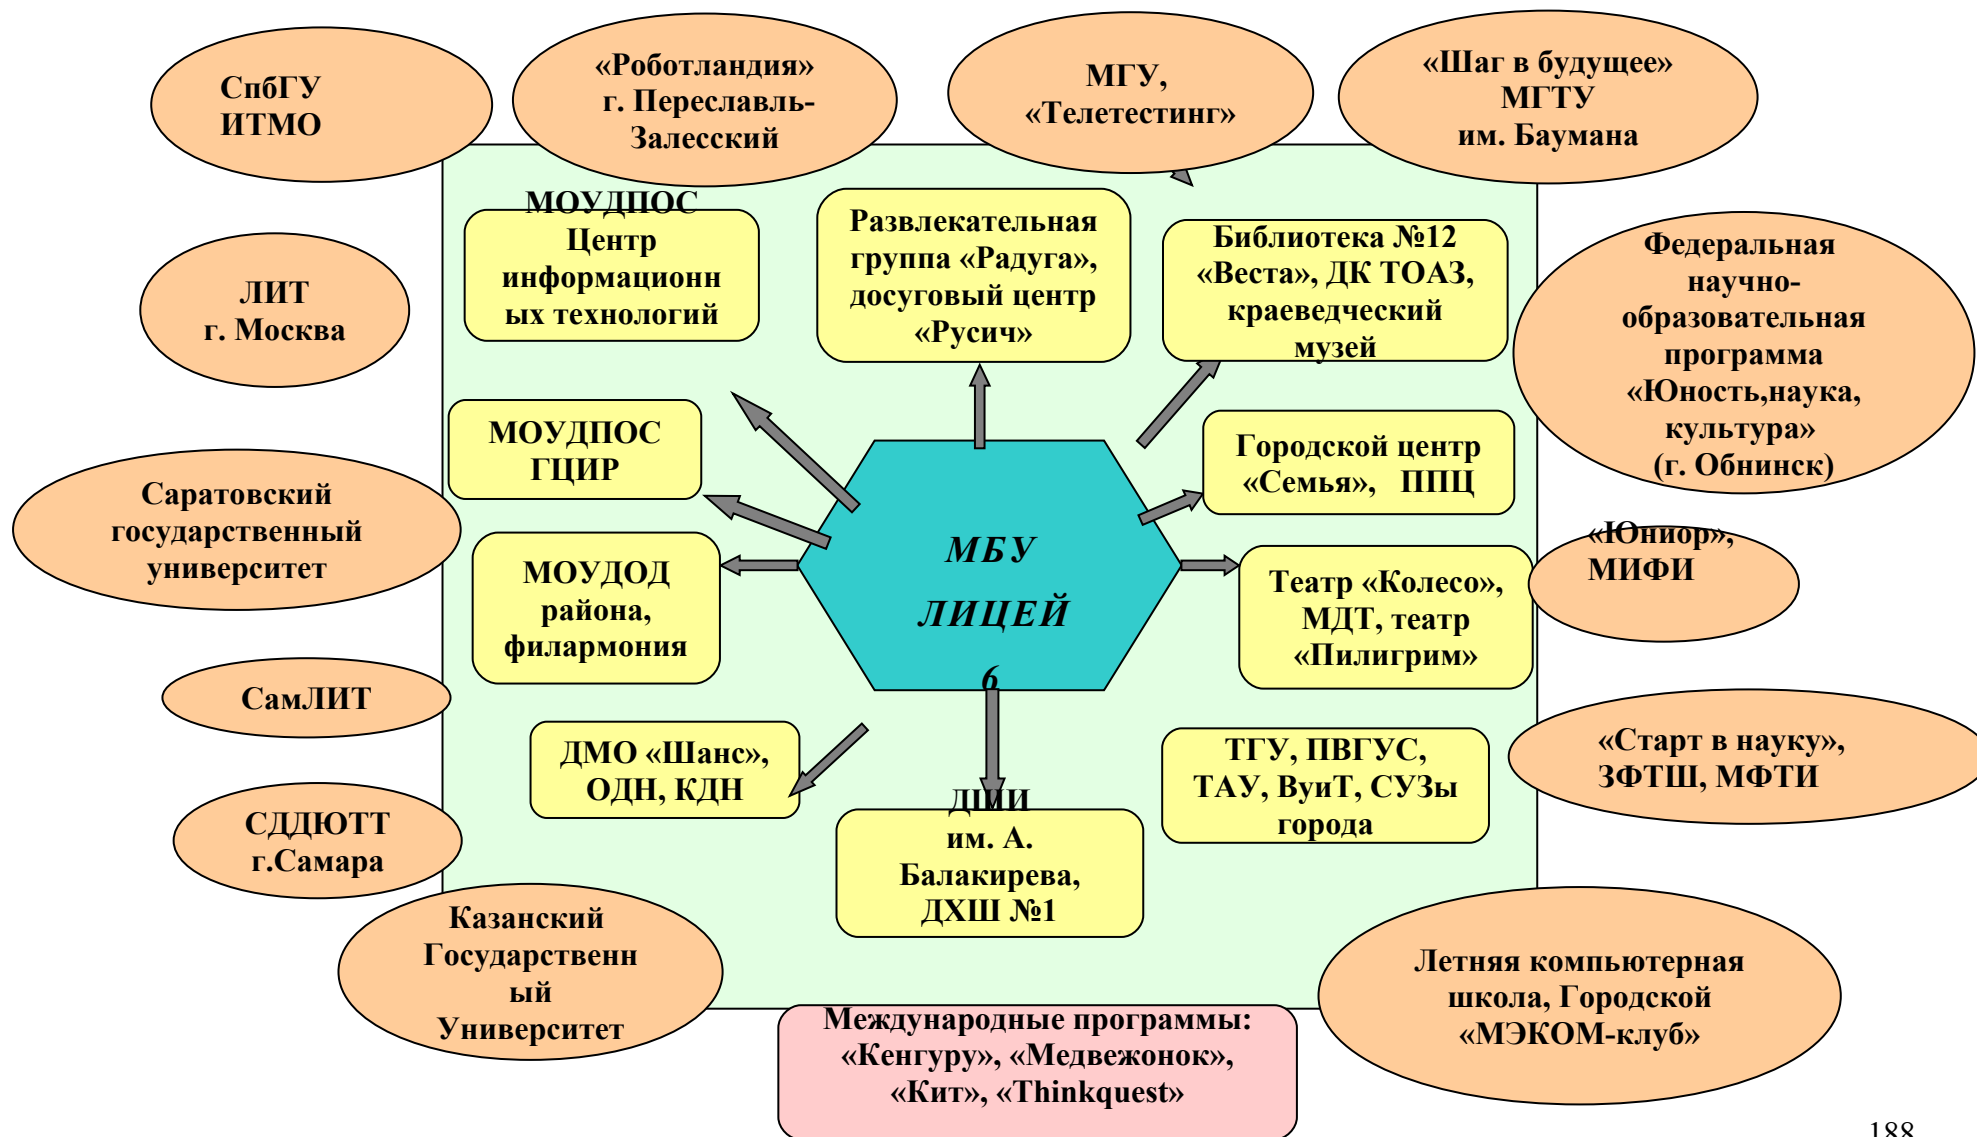 СпбГУ
ИТМО
«Роботландия»
г. Переславль-
Залесский
МГУ,
«Телетестинг»
«Шаг в будущее»
МГТУ
им. Баумана
МОУДПОС
Центр
информационн
ых технологий
Развлекательная
группа «Радуга»,
досуговый центр
«Русич»
Библиотека №12
«Веста», ДК ТОАЗ,
краеведческий
музей
Федеральная
научно-
образовательная
программа
«Юность,наука,
культура»
(г. Обнинск)
ЛИТ
г. Москва
МОУДПОС
ГЦИР
Городской центр
«Семья», ППЦ
Саратовский
государственный
университет
МБУ
ЛИЦЕЙ
6
«Юниор»,
МИФИ
МОУДОД
района,
филармония
Театр «Колесо»,
МДТ, театр
«Пилигрим»
СамЛИТ
ДМО «Шанс»,
ОДН, КДН
ТГУ, ПВГУС,
ТАУ, ВуиТ, СУЗы
города
«Старт в науку»,
ЗФТШ, МФТИ
СДДЮТТ
г.Самара
ДШИ
им. А.
Балакирева,
ДХШ №1
Казанский
Государственн
ый
Университет
Летняя компьютерная
школа, Городской
«МЭКОМ-клуб»
Международные программы:
«Кенгуру», «Медвежонок»,
«Кит», «Thinkquest»
188